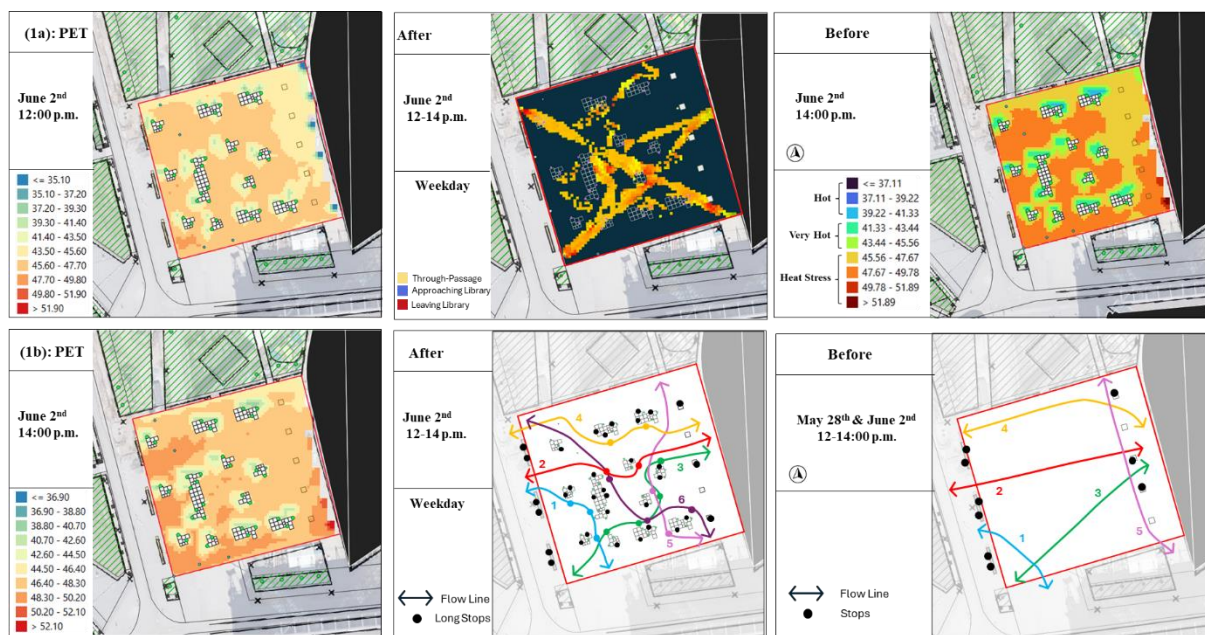 (1a): PET
June 2nd
12:00 p.m.
<= 35.10
35.10 - 37.20
37.20 - 39.30
39.30 - 41.40
41.40 - 43.50
43.50 - 45.60
45.60 - 47.70
47.70 - 49.80
49.80 - 51.90
> 51.90
After
June 2nd
12-14 p.m.
Weekday
Through-Passage
Approaching Library
Leaving Library
Before
June 2nd
14:00 p.m.
Hot
Very Hot
Heat Stress
<= 37.11
37.11 - 39.22
39.22 - 41.33
41.33 - 43.44
43.44 - 45.56
45.56 - 47.67
47.67 - 49.78
49.78 - 51.89
> 51.89
(1b): PET
June 2nd
14:00 p.m.
<= 36.90
36.90 - 38.80
38.80 - 40.70
40.70 - 42.60
42.60 - 44.50
44.50 - 46.40
46.40 - 48.30
48.30 - 50.20
50.20 - 52.10
> 52.10
After
June 2nd
12-14 p.m.
Weekday
4
2
3
1
6
5
Flow Line
Long Stops
Before
May 28th & June 2nd
12-14:00 p.m.
4
2
3
1
5
Flow Line
Stops